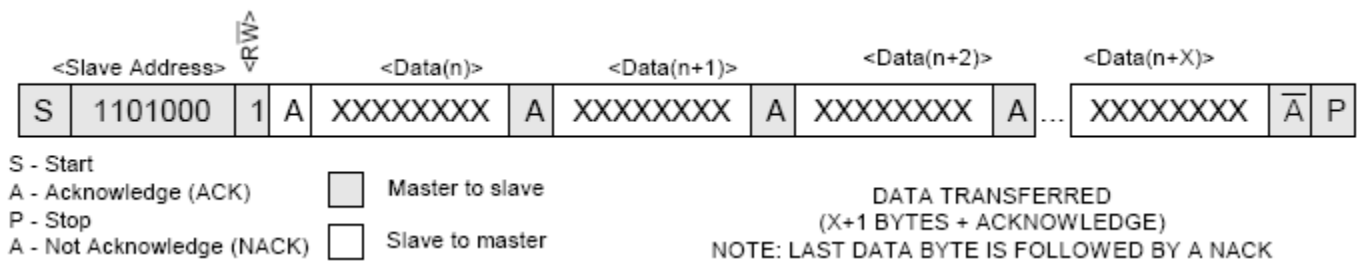 <Slave Address> <RW̅> <Data(n)> <Data(n+1)> <Data(n+2)> <Data(n+X)>
S 1101000 1 A XXXXXXXX A XXXXXXXX A XXXXXXXX A ... XXXXXXXX A̅ P
S - Start
A - Acknowledge (ACK)
P - Stop
A - Not Acknowledge (NACK)
Master to slave
Slave to master
DATA TRANSFERRED
(X+1 BYTES + ACKNOWLEDGE)
NOTE: LAST DATA BYTE IS FOLLOWED BY A NACK